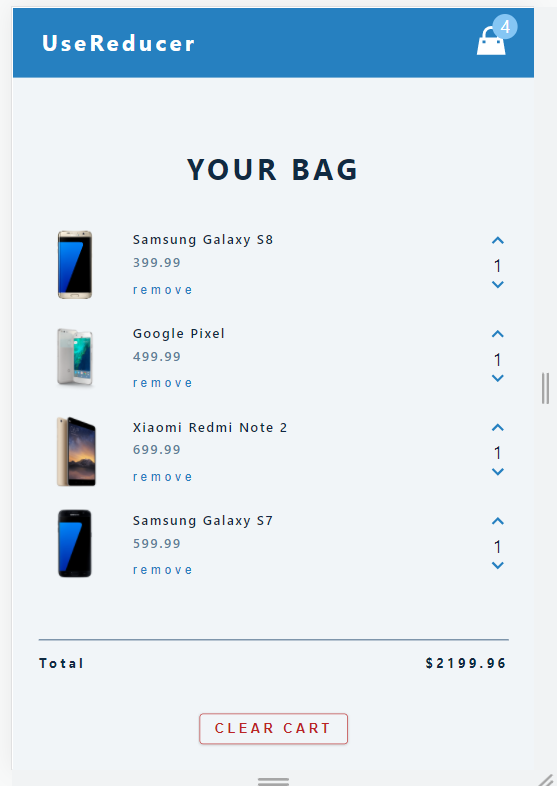 UseReducer
4
YOUR BAG
Samsung Galaxy S8
399.99
1
remove
Google Pixel
499.99
1
remove
Xiaomi Redmi Note 2
699.99
1
remove
Samsung Galaxy S7
599.99
1
remove
Total $2199.96
CLEAR CART